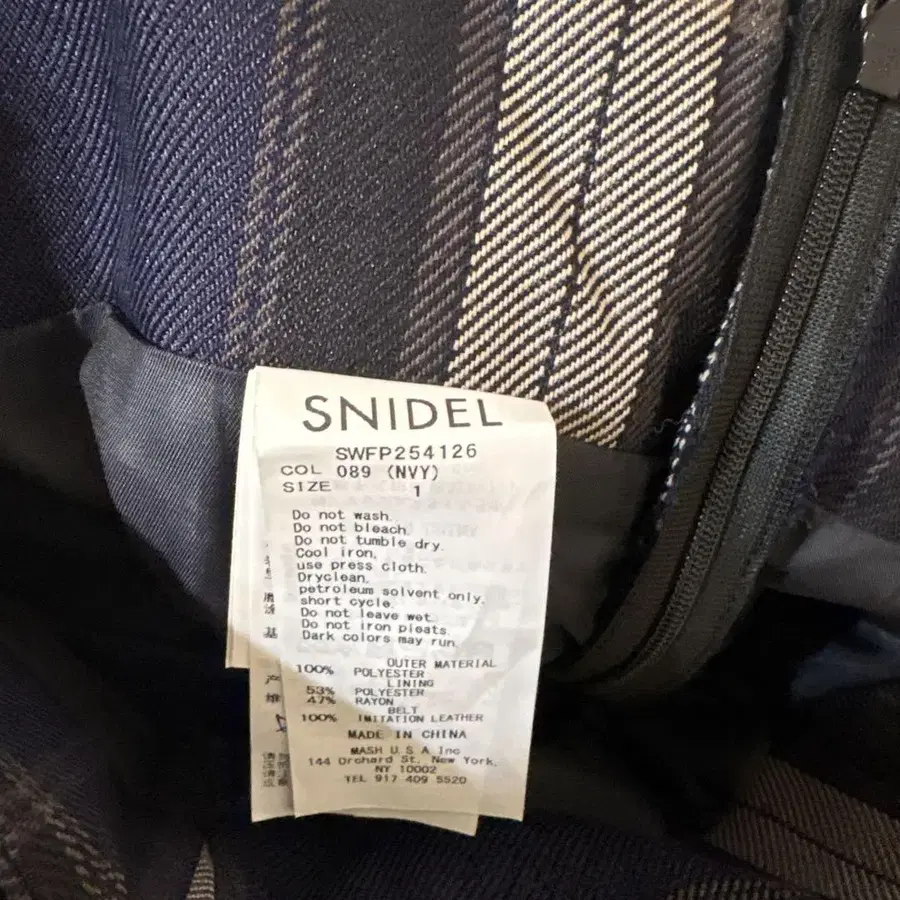 SNIDEL
SWFP254126
COL 089 (NVY)
SIZE 1
Do not wash.
Do not bleach.
Do not tumble dry.
Cool iron,
use press cloth.
Dryclean,
petroleum solvent only,
short cycle.
Do not leave wet.
Do not iron pleats.
Dark colors may run.
OUTER MATERIAL
100% POLYESTER
LINING
53% POLYESTER
47% RAYON
BELT
100% IMITATION LEATHER
MADE IN CHINA
MASH U.S.A Inc
144 Orchard St, New York,
NY 10002
TEL 917 409 5520